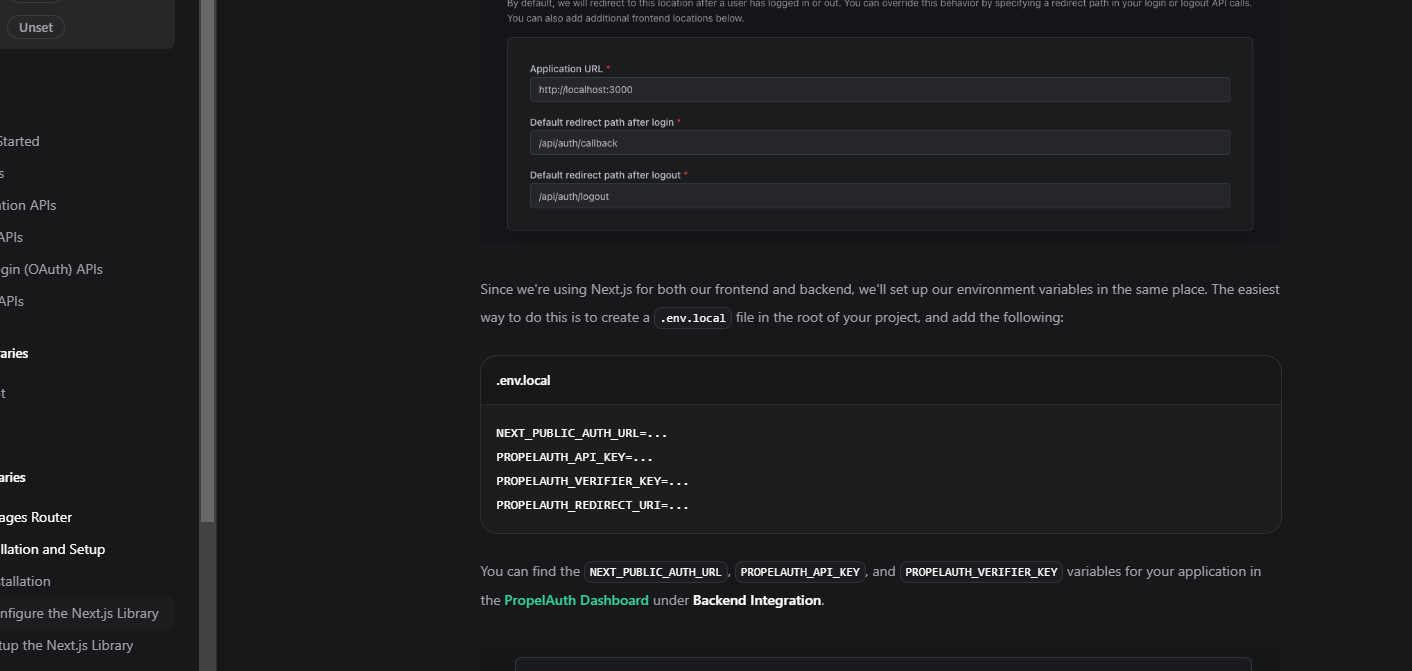 Unset
Started
s
tion APIs
APIs
gin (OAuth) APIs
APIs
aries
t
aries
ages Router
llation and Setup
tallation
nfigure the Next.js Library
tup the Next.js Library
By default, we will redirect to this location after a user has logged in or out. You can override this behavior by specifying a redirect path in your login or logout API calls.
You can also add additional frontend locations below.
Application URL *
http://localhost:3000
Default redirect path after login *
/api/auth/callback
Default redirect path after logout *
/api/auth/logout
Since we're using Next.js for both our frontend and backend, we'll set up our environment variables in the same place. The easiest
way to do this is to create a .env.local file in the root of your project, and add the following:
.env.local
NEXT_PUBLIC_AUTH_URL=...
PROPELAUTH_API_KEY=...
PROPELAUTH_VERIFIER_KEY=...
PROPELAUTH_REDIRECT_URI=...
You can find the NEXT_PUBLIC_AUTH_URL, PROPELAUTH_API_KEY, and PROPELAUTH_VERIFIER_KEY variables for your application in
the PropelAuth Dashboard under Backend Integration.